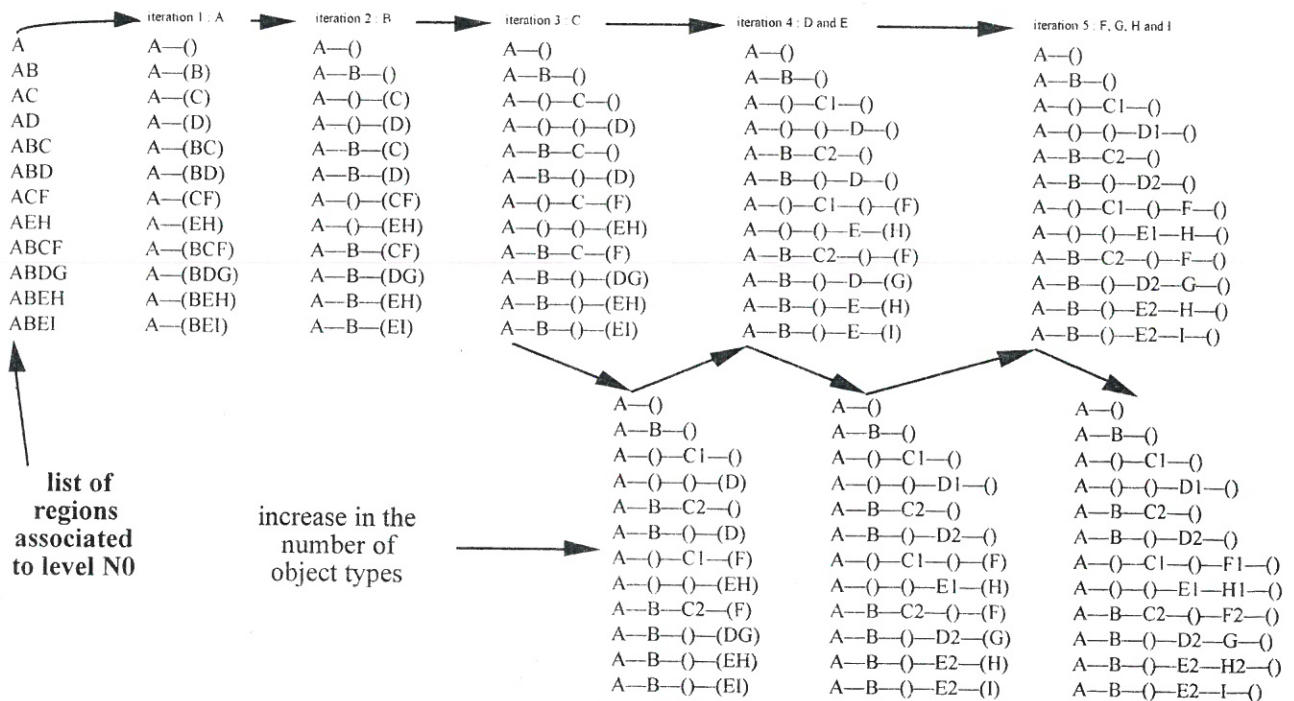 iteration 1 : A
iteration 2 : B
iteration 3 : C
iteration 4 : D and E
iteration 5 : F, G, H and I
A
AB
AC
AD
ABC
ABD
ACF
AEH
ABCF
ABDG
ABEH
ABEI
A—()
A—(B)
A—(C)
A—(D)
A—(BC)
A—(BD)
A—(CF)
A—(EH)
A—(BCF)
A—(BDG)
A—(BEH)
A—(BEI)
A—()
A—B—()
A—()—(C)
A—()—(D)
A—B—(C)
A—B—(D)
A—()—(CF)
A—()—(EH)
A—B—(CF)
A—B—(DG)
A—B—(EH)
A—B—(EI)
A—()
A—B—()
A—()—C—()
A—()—()—(D)
A—B—C—()
A—B—()—(D)
A—()—C—(F)
A—()—()—(EH)
A—B—C—(F)
A—B—()—(DG)
A—B—()—(EH)
A—B—()—(EI)
A—()
A—B—()
A—()—C1—()
A—()—()—D—()
A—B—C2—()
A—B—()—D—()
A—()—C1—()—(F)
A—()—()—E—(H)
A—B—C2—()—(F)
A—B—()—D—(G)
A—B—()—E—(H)
A—B—()—E—(I)
A—()
A—B—()
A—()—C1—()
A—()—()—D1—()
A—B—C2—()
A—B—()—D2—()
A—()—C1—()—F—()
A—()—()—E1—H—()
A—B—C2—()—F—()
A—B—()—D2—G—()
A—B—()—E2—H—()
A—B—()—E2—I—()
list of
regions
associated
to level N0
increase in the
number of
object types
A—()
A—B—()
A—()—C1—()
A—()—()—(D)
A—B—C2—()
A—B—()—(D)
A—()—C1—(F)
A—()—()—(EH)
A—B—C2—(F)
A—B—()—(DG)
A—B—()—(EH)
A—B—()—(EI)
A—()
A—B—()
A—()—C1—()
A—()—()—D1—()
A—B—C2—()
A—B—()—D2—()
A—()—C1—()—(F)
A—()—()—E1—(H)
A—B—C2—()—(F)
A—B—()—D2—(G)
A—B—()—E2—(H)
A—B—()—E2—(I)
A—()
A—B—()
A—()—C1—()
A—()—()—D1—()
A—B—C2—()
A—B—()—D2—()
A—()—C1—()—F1—()
A—()—()—E1—H1—()
A—B—C2—()—F2—()
A—B—()—D2—G—()
A—B—()—E2—H2—()
A—B—()—E2—I—()